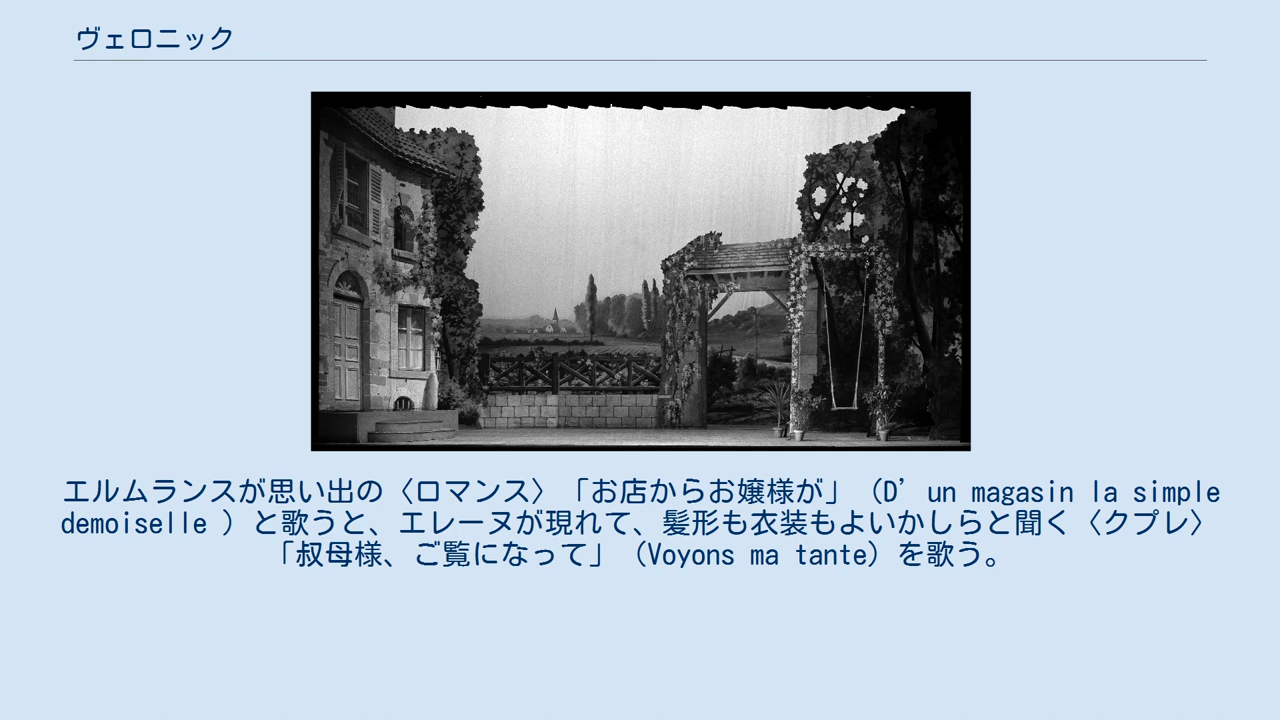 ヴェロニック
エルムランスが思い出の〈ロマンス〉「お店からお嬢様が」（D’un magasin la simple
demoiselle ）と歌うと、エレーヌが現れて、髪形も衣装もよいかしらと聞く〈クプレ〉
「叔母様、ご覧になって」（Voyons ma tante）を歌う。